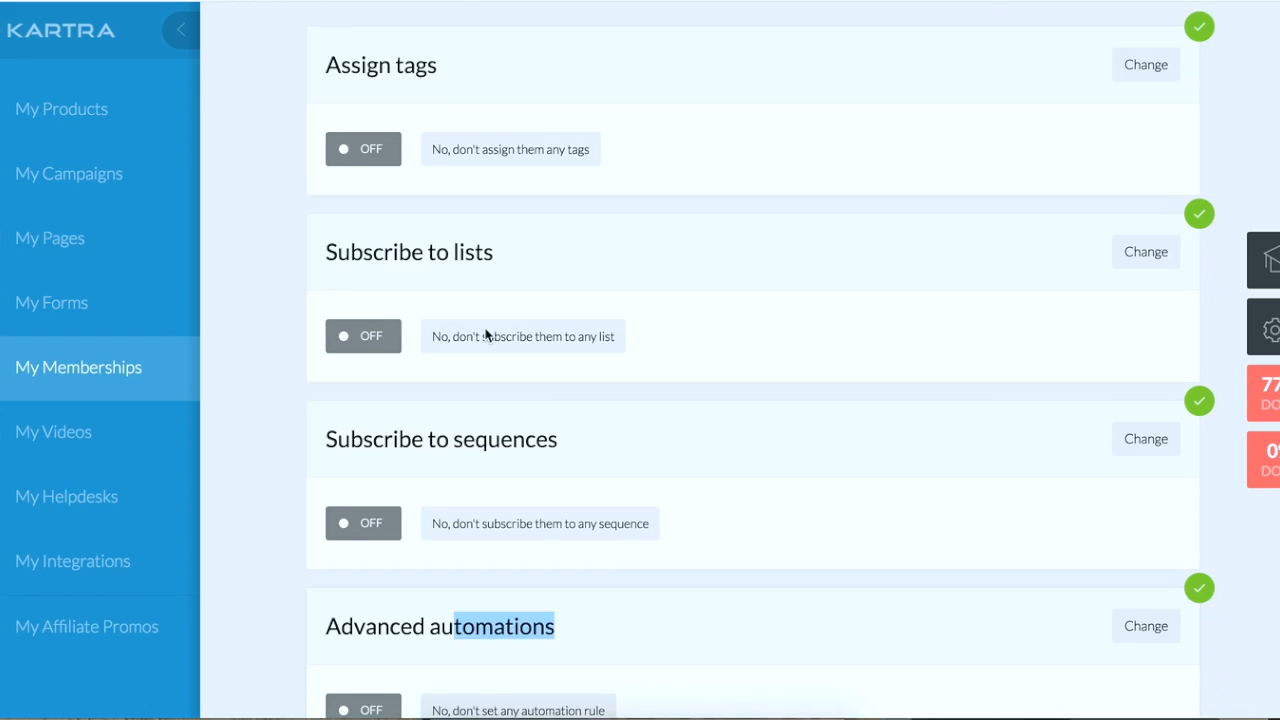 KARTRA
My Products
My Campaigns
My Pages
My Forms
My Memberships
My Videos
My Helpdesks
My Integrations
My Affiliate Promos
Assign tags
Change
OFF
No, don't assign them any tags
Subscribe to lists
Change
OFF
No, don't subscribe them to any list
Subscribe to sequences
Change
OFF
No, don't subscribe them to any sequence
Advanced automations
Change
OFF
No, don't set any automation rule
77
DO
DO